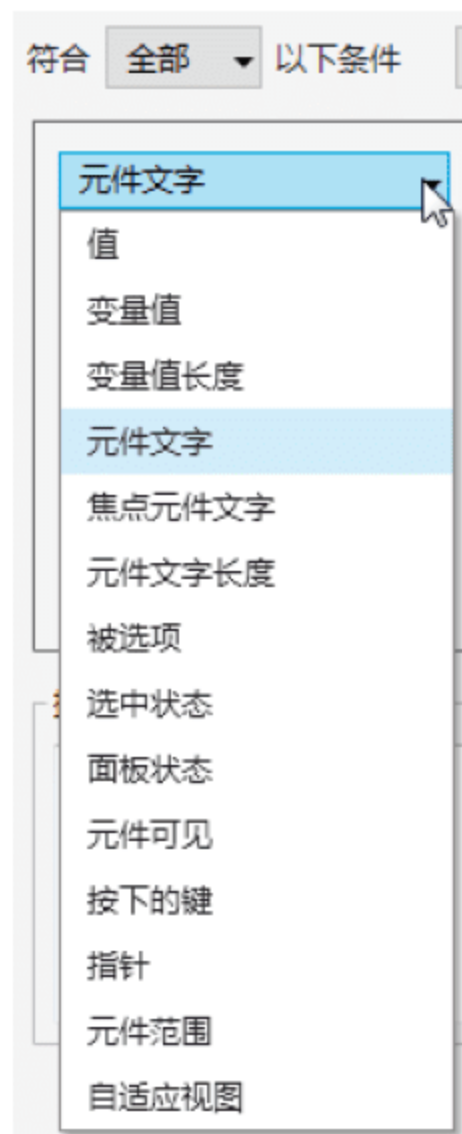 符合 全部 以下条件
元件文字
值
变量值
变量值长度
元件文字
焦点元件文字
元件文字长度
被选项
选中状态
面板状态
元件可见
按下的键
指针
元件范围
自适应视图